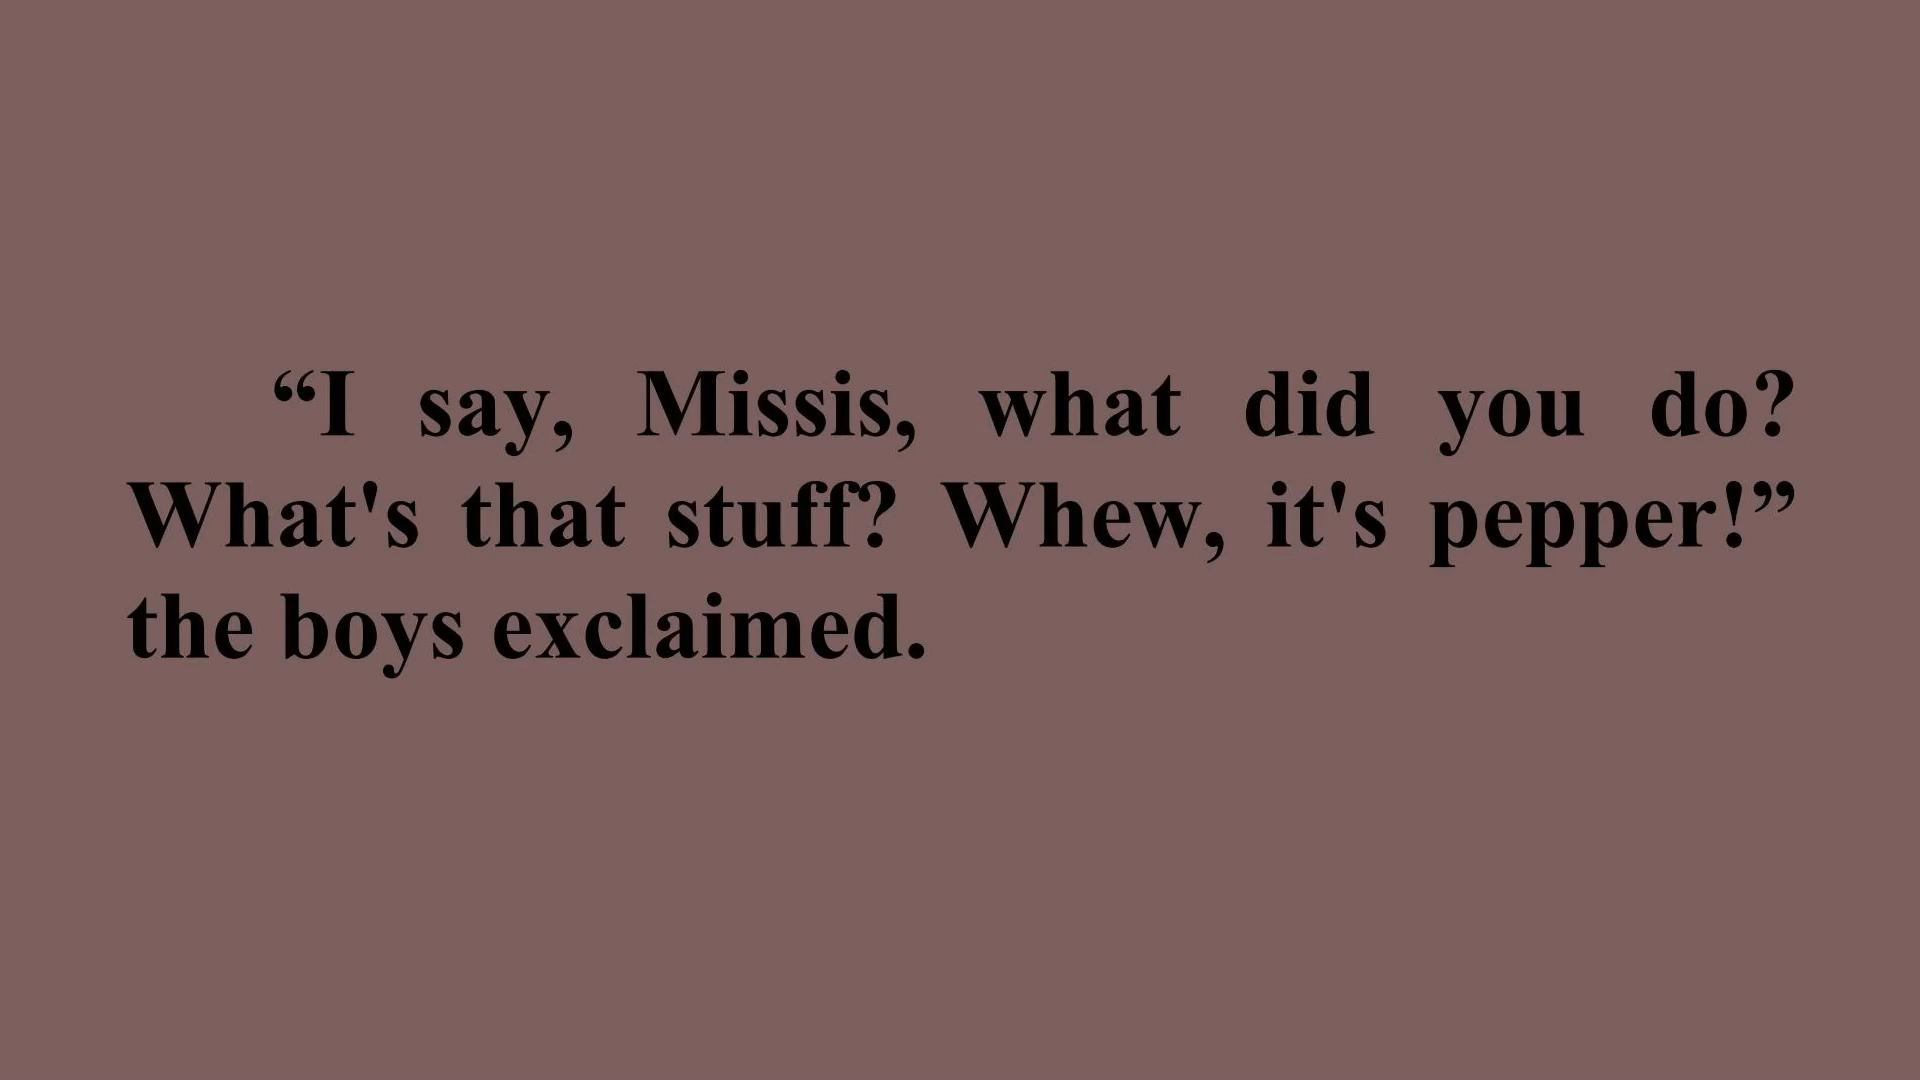 “I say, Missis, what did you do?
What's that stuff? Whew, it's pepper!”
the boys exclaimed.